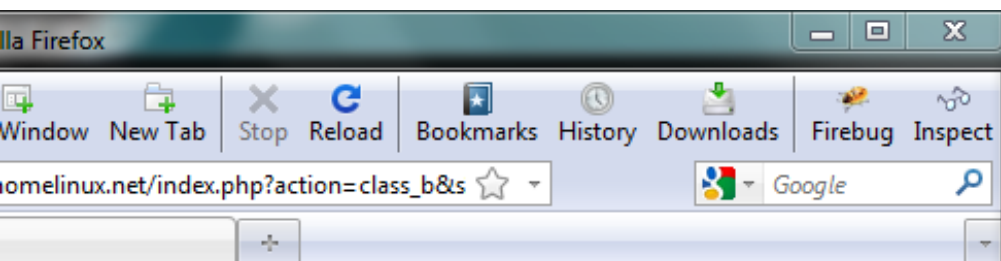 lla Firefox
Window New Tab Stop Reload Bookmarks History Downloads Firebug Inspect
homelinux.net/index.php?action=class_b&s Google